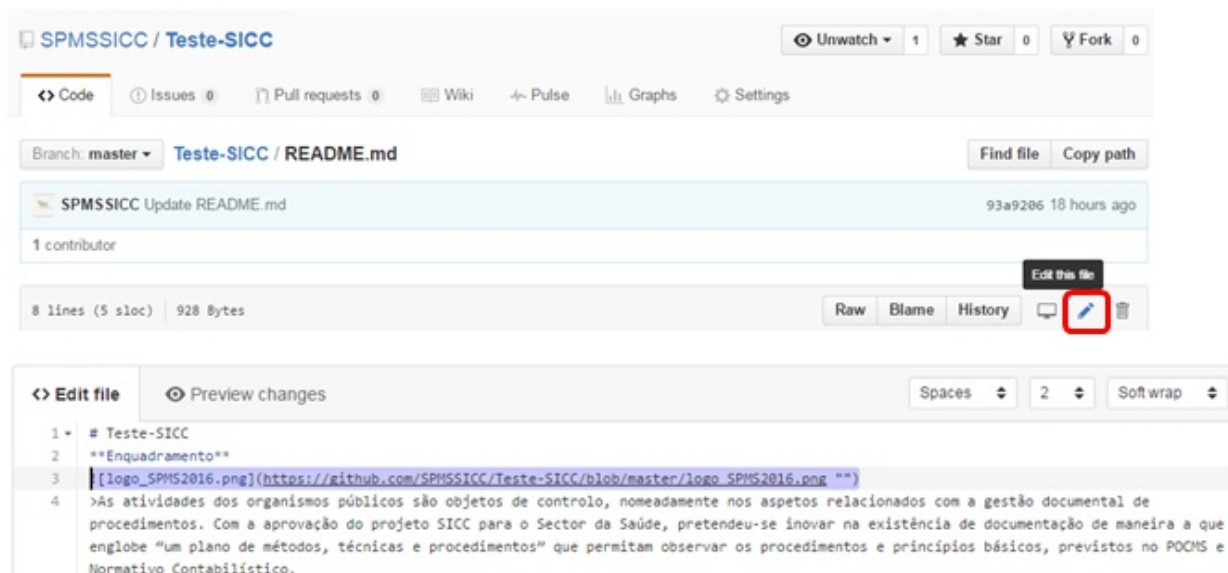 SPMSSICC / Teste-SICC
Unwatch 1 Star 0 Fork 0
Code Issues 0 Pull requests 0 Wiki Pulse Graphs Settings
Branch: master Teste-SICC / README.md Find file Copy path
SPMSSICC Update README.md 93a9206 18 hours ago
1 contributor
Edit this file
8 lines (5 sloc) 928 Bytes Raw Blame History
<> Edit file Preview changes Spaces 2 Soft wrap
1 # Teste-SICC
2 **Enquadramento**
3 ![logo_SPMS2016.png](https://github.com/SPMSSICC/Teste-SICC/blob/master/logo_SPMS2016.png "")
4 >As atividades dos organismos públicos são objetos de controlo, nomeadamente nos aspetos relacionados com a gestão documental de
procedimentos. Com a aprovação do projeto SICC para o Sector da Saúde, pretendeu-se inovar na existência de documentação de maneira a que
englobe “um plano de métodos, técnicas e procedimentos” que permitam observar os procedimentos e princípios básicos, previstos no POCMS e
Normativo Contabilístico.